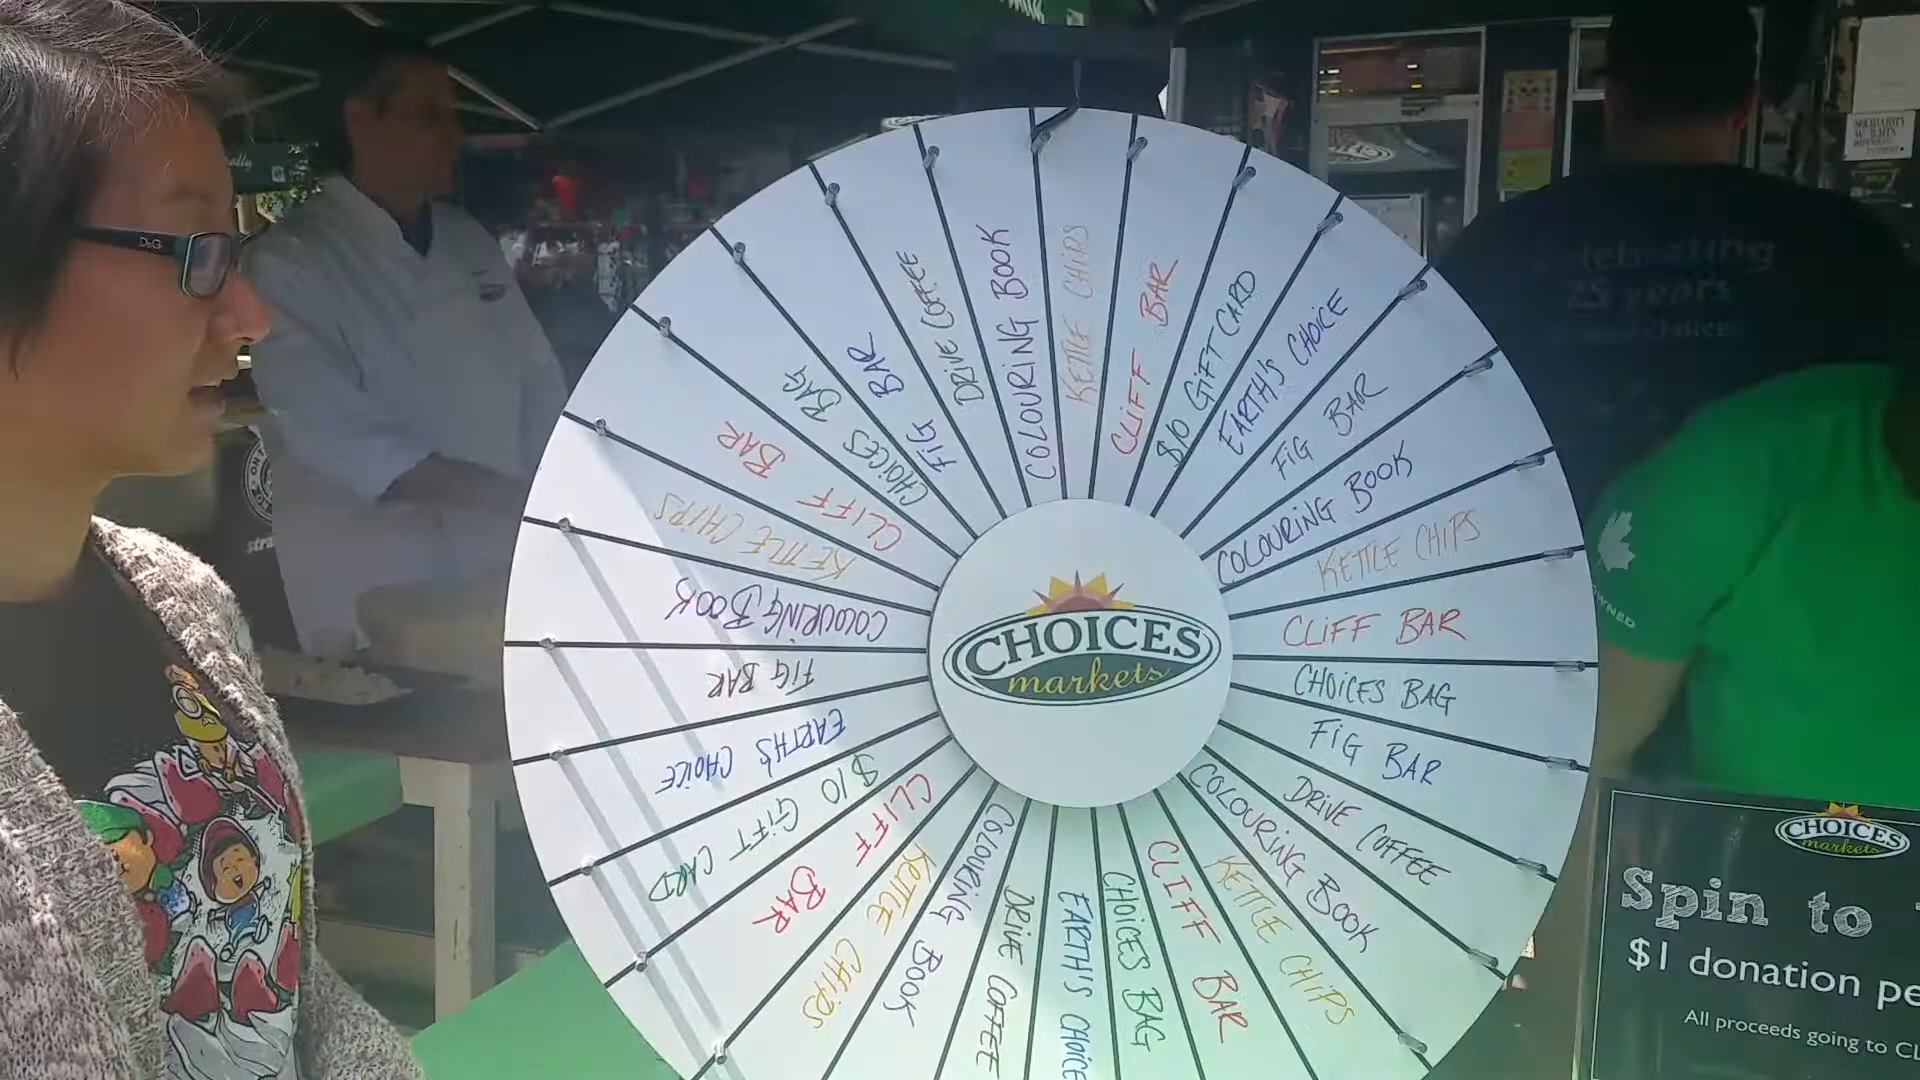 D&G
COLOURING BOOK
KETTLE CHIPS
CLIFF BAR
$10 GIFT CARD
EARTH'S CHOICE
FIG BAR
COLOURING BOOK
KETTLE CHIPS
CLIFF BAR
CHOICES BAG
FIG BAR
DRIVE COFFEE
COLOURING BOOK
KETTLE CHIPS
CLIFF BAR
CHOICES BAG
EARTH'S CHOICE
DRIVE COFFEE
COLOURING BOOK
KETTLE CHIPS
CLIFF BAR
$10 GIFT CARD
EARTH'S CHOICE
FIG BAR
COLOURING BOOK
KETTLE CHIPS
CLIFF BAR
CHOICES BAG
FIG BAR
DRIVE COFFEE
CHOICES
markets
25 years
CHOICES
markets
Spin to
$1 donation
All proceeds going to